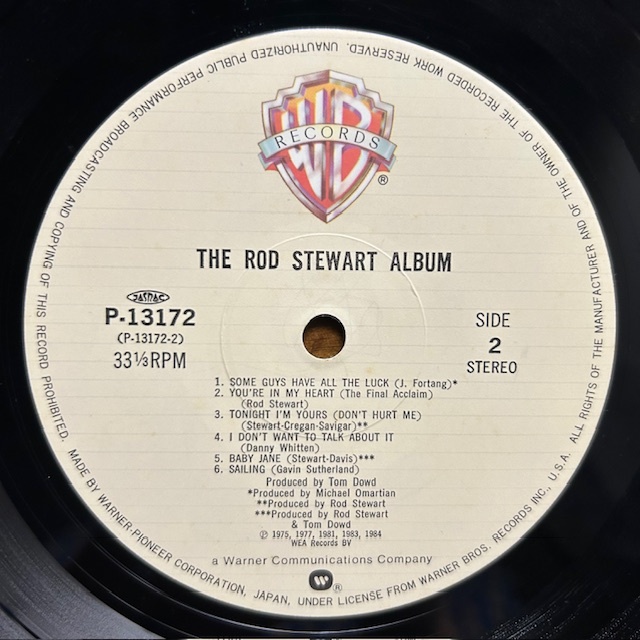 UNAUTHORIZED PUBLIC PERFORMANCE BROADCASTING AND COPYING OF THIS RECORD PROHIBITED. MADE BY WARNER-PIONEER CORPORATION, JAPAN, UNDER LICENSE FROM WARNER BROS. RECORDS INC., U.S.A. ALL RIGHTS OF THE MANUFACTURER AND OF THE OWNER OF THE RECORDED WORK RESERVED.
WB
RECORDS
®
THE ROD STEWART ALBUM
JASRAC
P-13172
(P-13172-2)
33⅓RPM
SIDE
2
STEREO
1. SOME GUYS HAVE ALL THE LUCK (J. Fortang)*
2. YOU'RE IN MY HEART (The Final Acclaim)
(Rod Stewart)
3. TONIGHT I'M YOURS (DON'T HURT ME)
(Stewart-Cregan-Savigar)**
4. I DON'T WANT TO TALK ABOUT IT
(Danny Whitten)
5. BABY JANE (Stewart-Davis)***
6. SAILING (Gavin Sutherland)
Produced by Tom Dowd
*Produced by Michael Omartian
**Produced by Rod Stewart
***Produced by Rod Stewart
& Tom Dowd
Ⓟ 1975, 1977, 1981, 1983, 1984
WEA Records BV
a Warner Communications Company
®